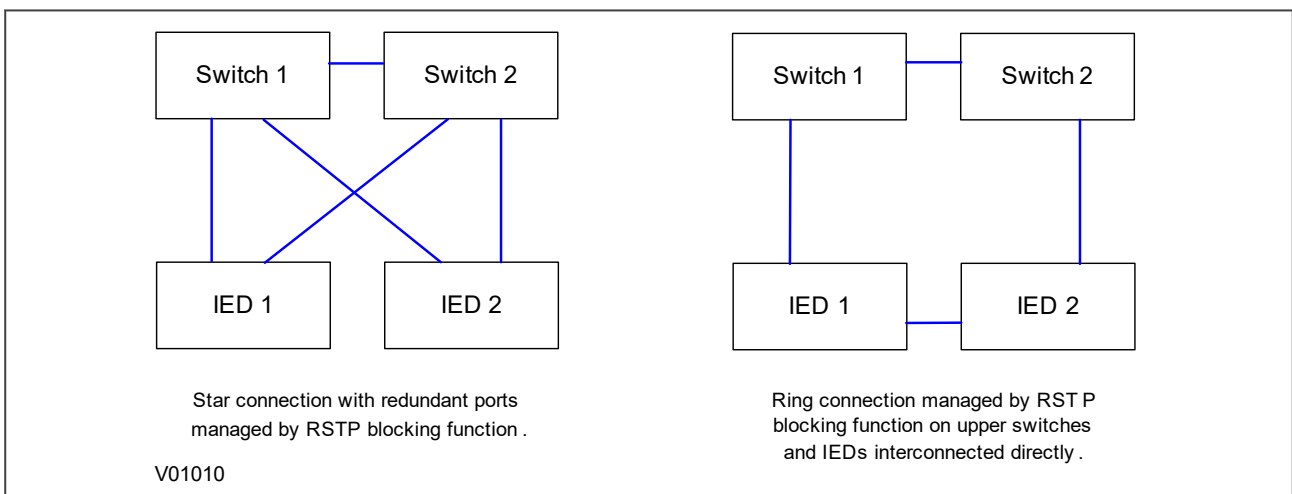 Switch 1
Switch 2
IED 1
IED 2
Star connection with redundant ports
managed by RSTP blocking function .
V01010
Switch 1
Switch 2
IED 1
IED 2
Ring connection managed by RST P
blocking function on upper switches
and IEDs interconnected directly .